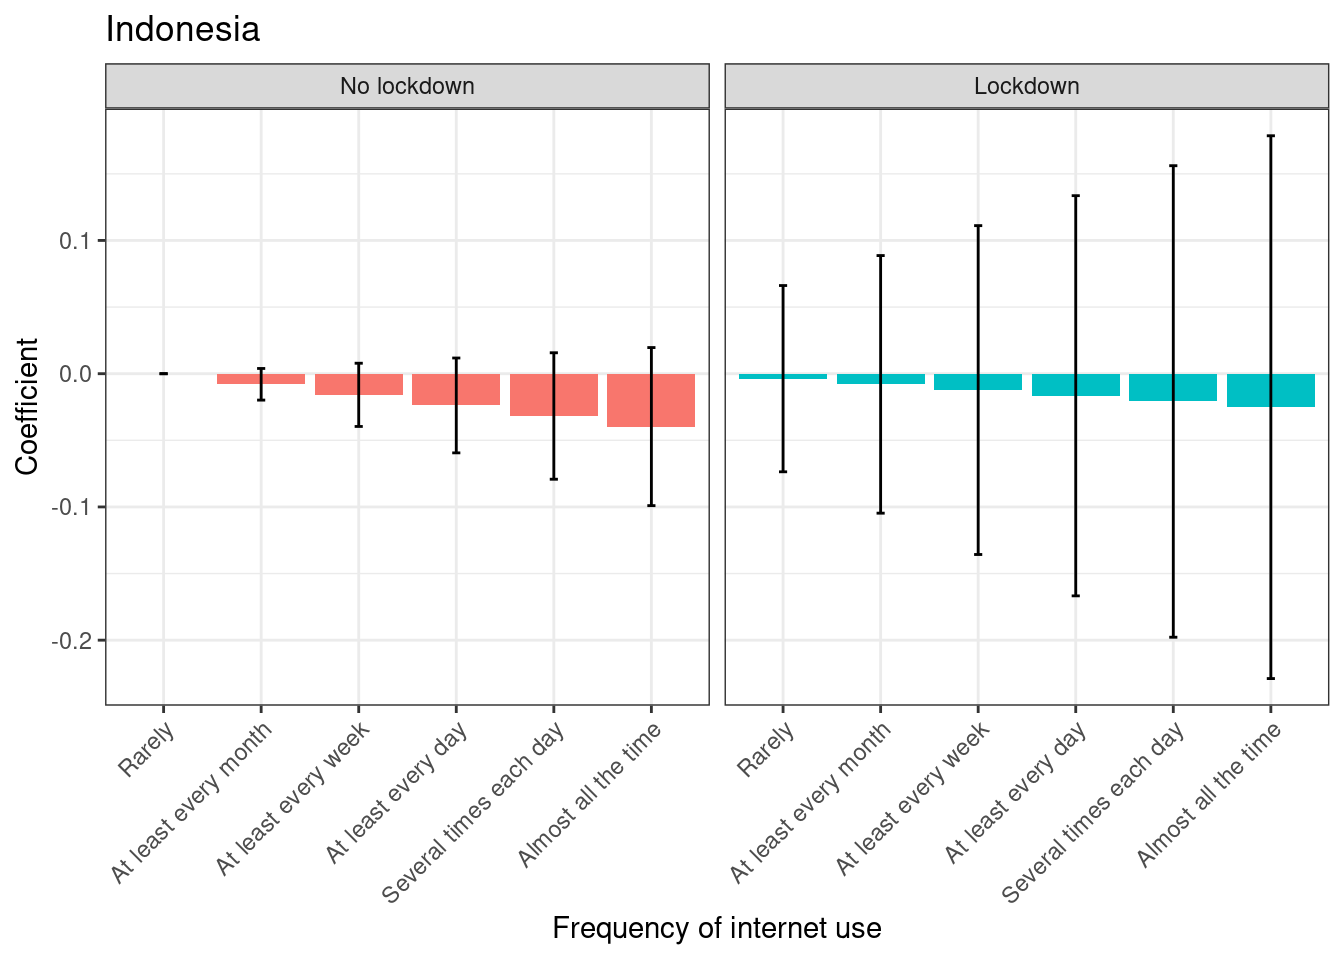 Indonesia
No lockdown
Lockdown
Coefficient
0.1
0.0
-0.1
-0.2
Rarely
At least every month
At least every week
At least every day
Several times each day
Almost all the time
Rarely
At least every month
At least every week
At least every day
Several times each day
Almost all the time
Frequency of internet use